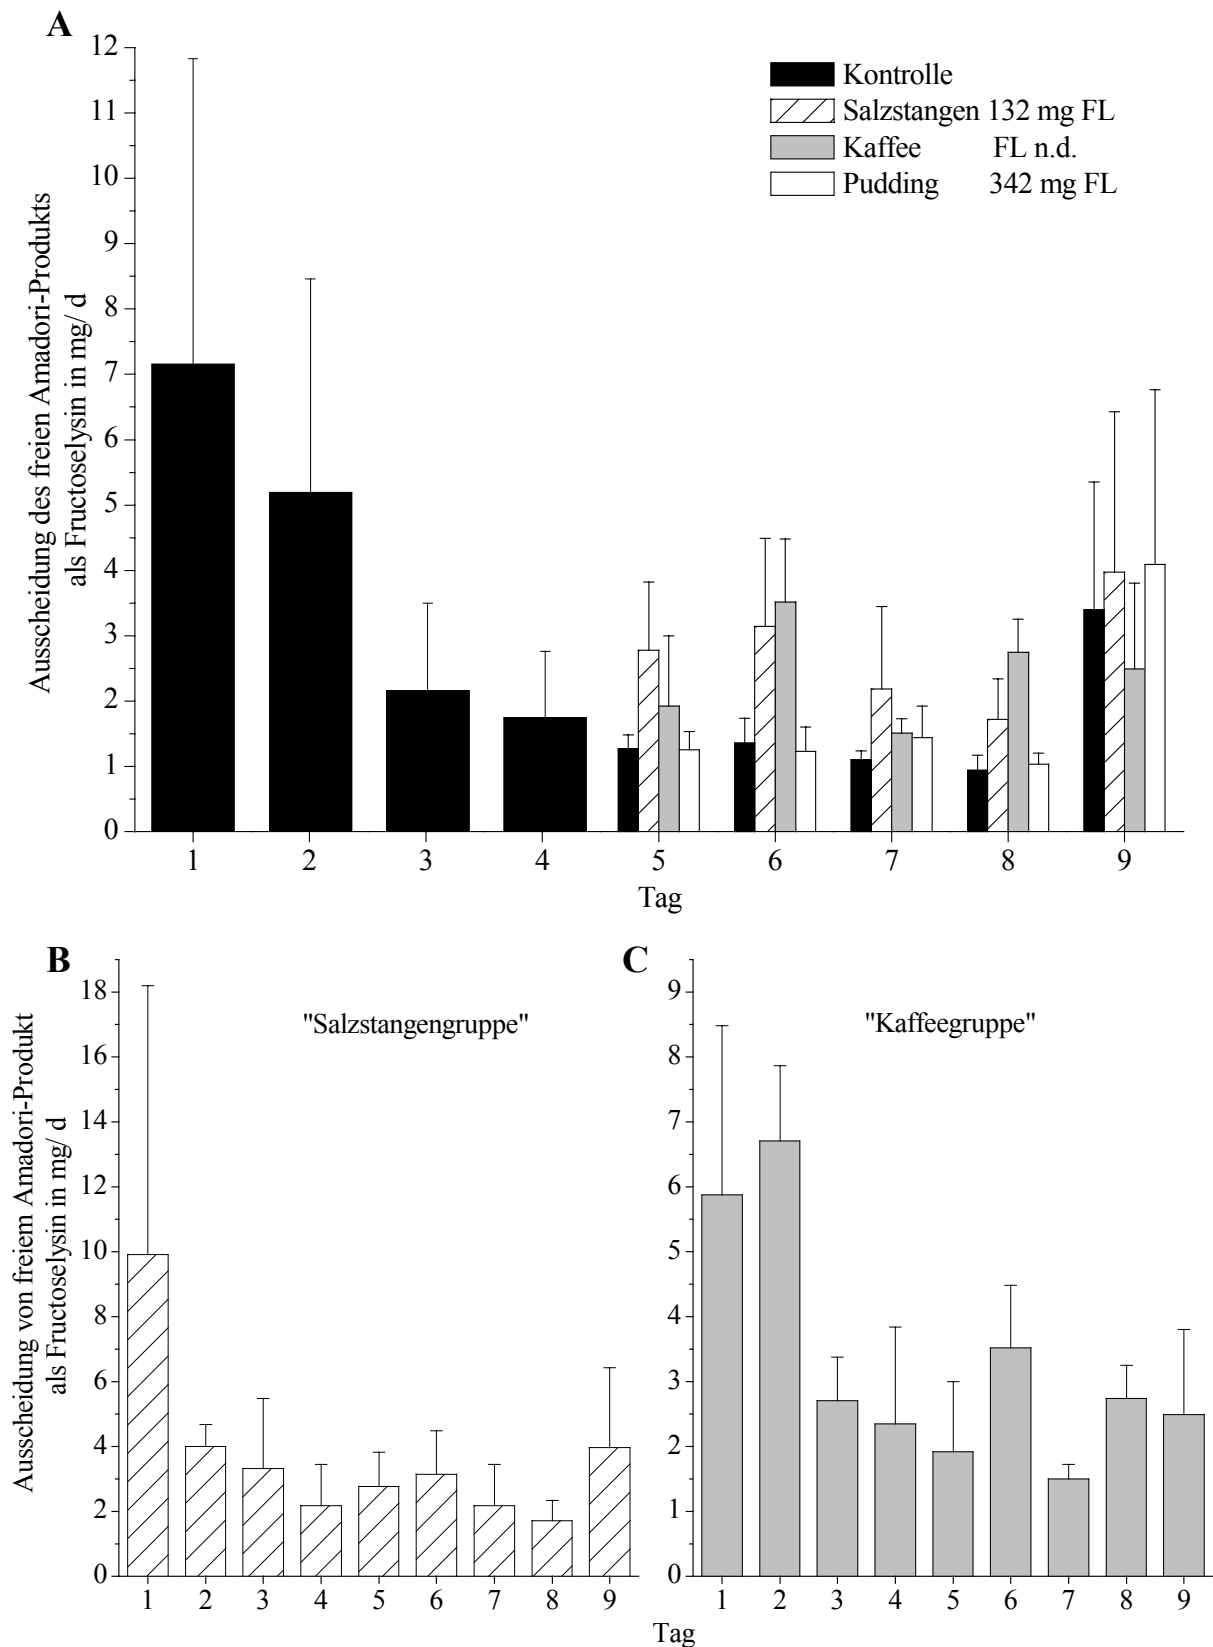 A
12
11
10
9
8
7
6
5
4
3
2
1
0
Ausscheidung des freien Amadori-Produkts
als Fructoselysin in mg/ d
Kontrolle
Salzstangen 132 mg FL
Kaffee FL n.d.
Pudding 342 mg FL
1 2 3 4 5 6 7 8 9
Tag
B
18
16
14
12
10
8
6
4
2
0
Ausscheidung von freiem Amadori-Produkt
als Fructoselysin in mg/ d
"Salzstangengruppe"
1 2 3 4 5 6 7 8 9
C
9
8
7
6
5
4
3
2
1
0
"Kaffeegruppe"
1 2 3 4 5 6 7 8 9
Tag